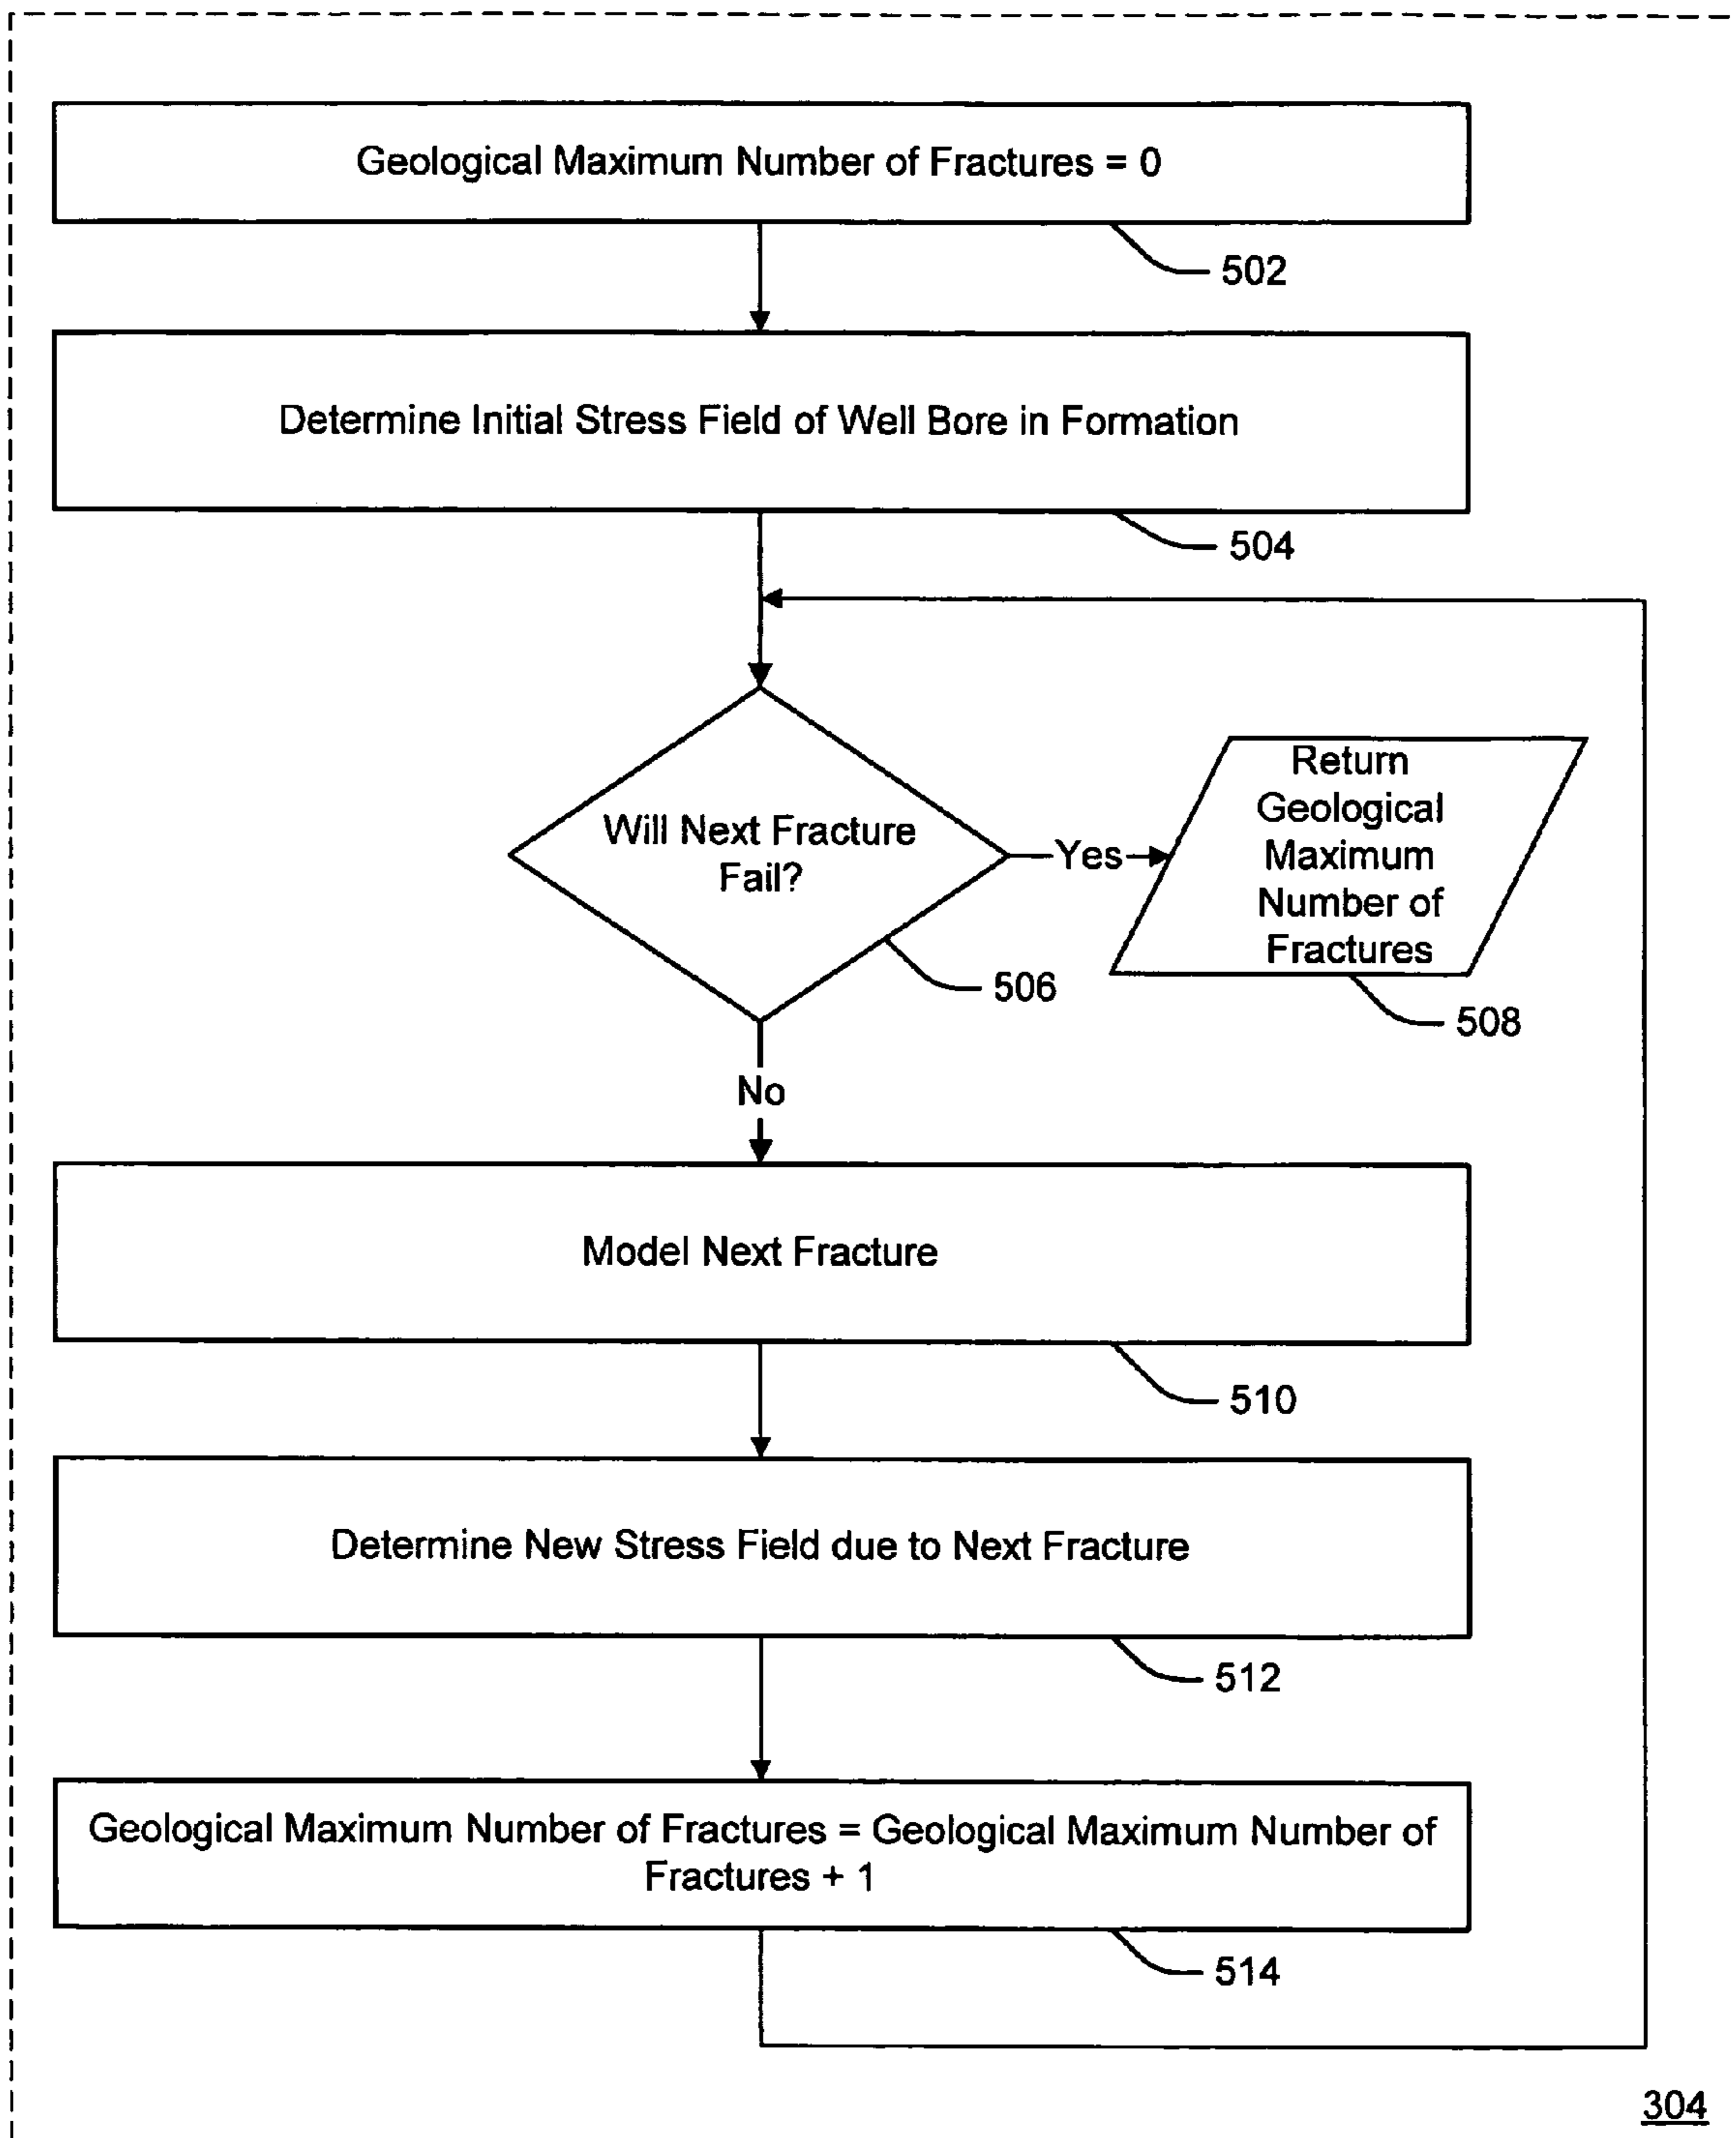 Geological Maximum Number of Fractures = 0
502
Determine Initial Stress Field of Well Bore in Formation
504
Will Next Fracture
Fail?
Yes
Return
Geological
Maximum
Number of
Fractures
506
508
No
Model Next Fracture
510
Determine New Stress Field due to Next Fracture
512
Geological Maximum Number of Fractures = Geological Maximum Number of
Fractures + 1
514
304